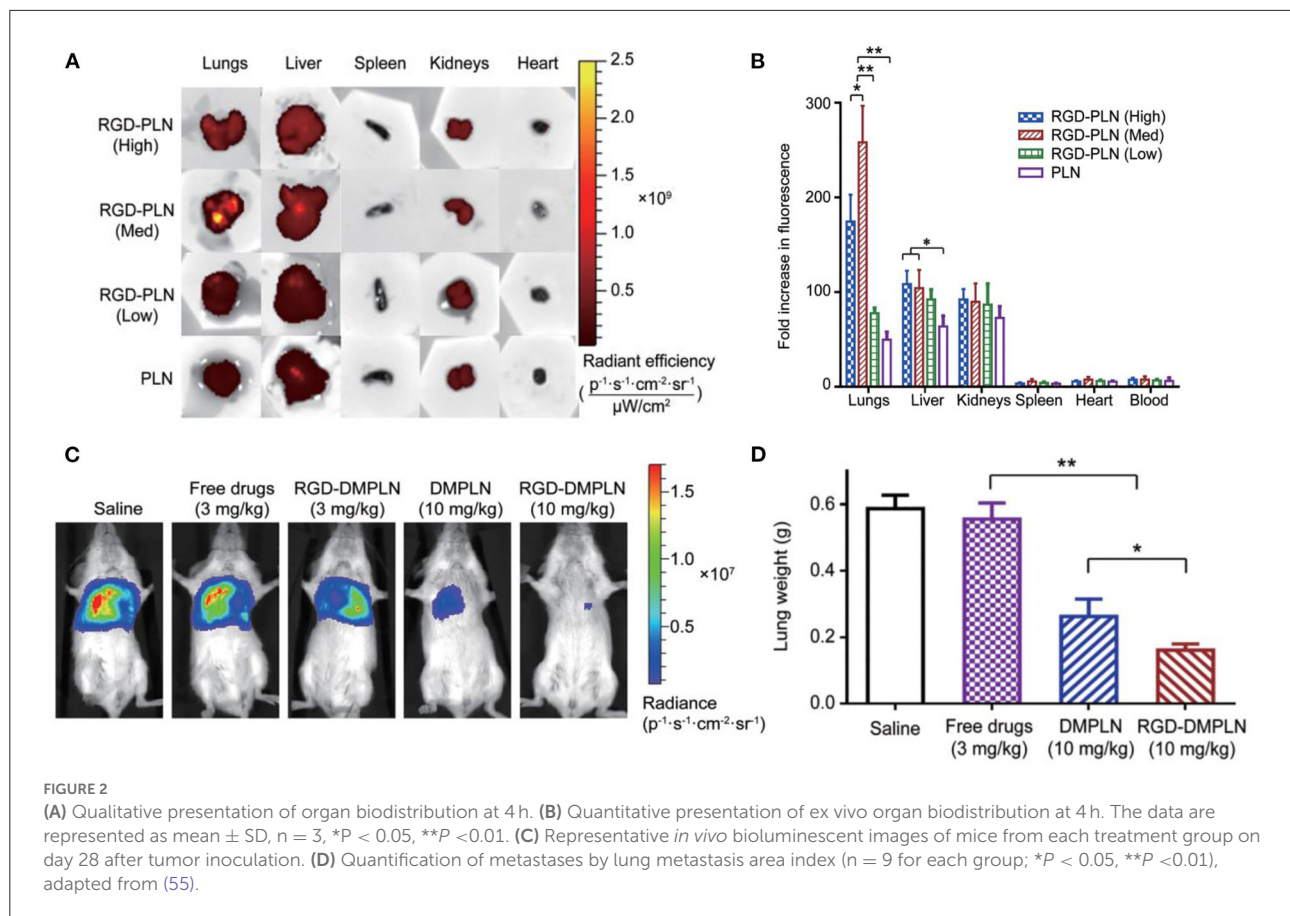 A
Lungs Liver Spleen Kidneys Heart
RGD-PLN
(High)
RGD-PLN
(Med)
RGD-PLN
(Low)
PLN
2.5
2.0
1.5
×10⁹
1.0
0.5
Radiant efficiency
( p⁻¹·s⁻¹·cm⁻²·sr⁻¹ )
µW/cm²
B
Fold increase in fluorescence
300
200
100
0
** 
**
*
*
RGD-PLN (High)
RGD-PLN (Med)
RGD-PLN (Low)
PLN
Lungs Liver Kidneys Spleen Heart Blood
C
Saline
Free drugs
(3 mg/kg)
RGD-DMPLN
(3 mg/kg)
DMPLN
(10 mg/kg)
RGD-DMPLN
(10 mg/kg)
1.5
1.0
×10⁷
0.5
Radiance
(p⁻¹·s⁻¹·cm⁻²·sr⁻¹)
D
Lung weight (g)
0.6
0.4
0.2
0.0
**
*
Saline
Free drugs
(3 mg/kg)
DMPLN
(10 mg/kg)
RGD-DMPLN
(10 mg/kg)
FIGURE 2
(A) Qualitative presentation of organ biodistribution at 4 h. (B) Quantitative presentation of ex vivo organ biodistribution at 4 h. The data are
represented as mean ± SD, n = 3, *P < 0.05, **P <0.01. (C) Representative in vivo bioluminescent images of mice from each treatment group on
day 28 after tumor inoculation. (D) Quantification of metastases by lung metastasis area index (n = 9 for each group; *P < 0.05, **P <0.01),
adapted from (55).